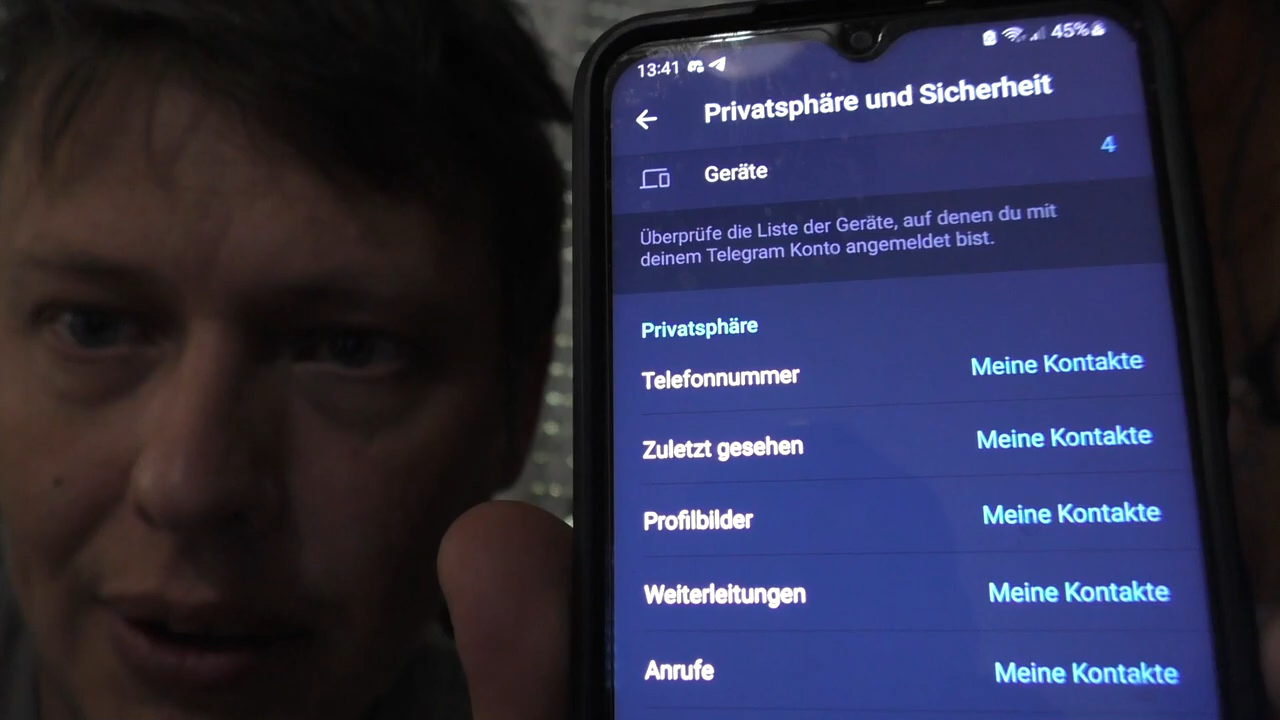 13:41
45%
Privatsphäre und Sicherheit
Geräte
4
Überprüfe die Liste der Geräte, auf denen du mit
deinem Telegram Konto angemeldet bist.
Privatsphäre
Telefonnummer Meine Kontakte
Zuletzt gesehen Meine Kontakte
Profilbilder Meine Kontakte
Weiterleitungen Meine Kontakte
Anrufe Meine Kontakte